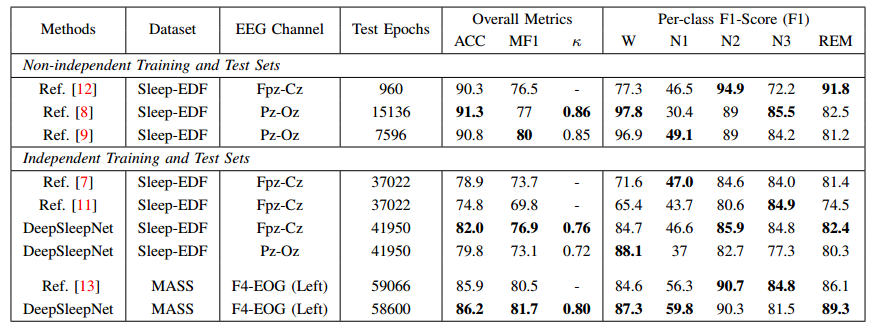 Methods Dataset EEG Channel Test Epochs Overall Metrics Per-class F1-Score (F1)
ACC MF1 κ W N1 N2 N3 REM
Non-independent Training and Test Sets
Ref. [12] Sleep-EDF Fpz-Cz 960 90.3 76.5 - 77.3 46.5 94.9 72.2 91.8
Ref. [8] Sleep-EDF Pz-Oz 15136 91.3 77 0.86 97.8 30.4 89 85.5 82.5
Ref. [9] Sleep-EDF Pz-Oz 7596 90.8 80 0.85 96.9 49.1 89 84.2 81.2
Independent Training and Test Sets
Ref. [7] Sleep-EDF Fpz-Cz 37022 78.9 73.7 - 71.6 47.0 84.6 84.0 81.4
Ref. [11] Sleep-EDF Fpz-Cz 37022 74.8 69.8 - 65.4 43.7 80.6 84.9 74.5
DeepSleepNet Sleep-EDF Fpz-Cz 41950 82.0 76.9 0.76 84.7 46.6 85.9 84.8 82.4
DeepSleepNet Sleep-EDF Pz-Oz 41950 79.8 73.1 0.72 88.1 37 82.7 77.3 80.3
Ref. [13] MASS F4-EOG (Left) 59066 85.9 80.5 - 84.6 56.3 90.7 84.8 86.1
DeepSleepNet MASS F4-EOG (Left) 58600 86.2 81.7 0.80 87.3 59.8 90.3 81.5 89.3